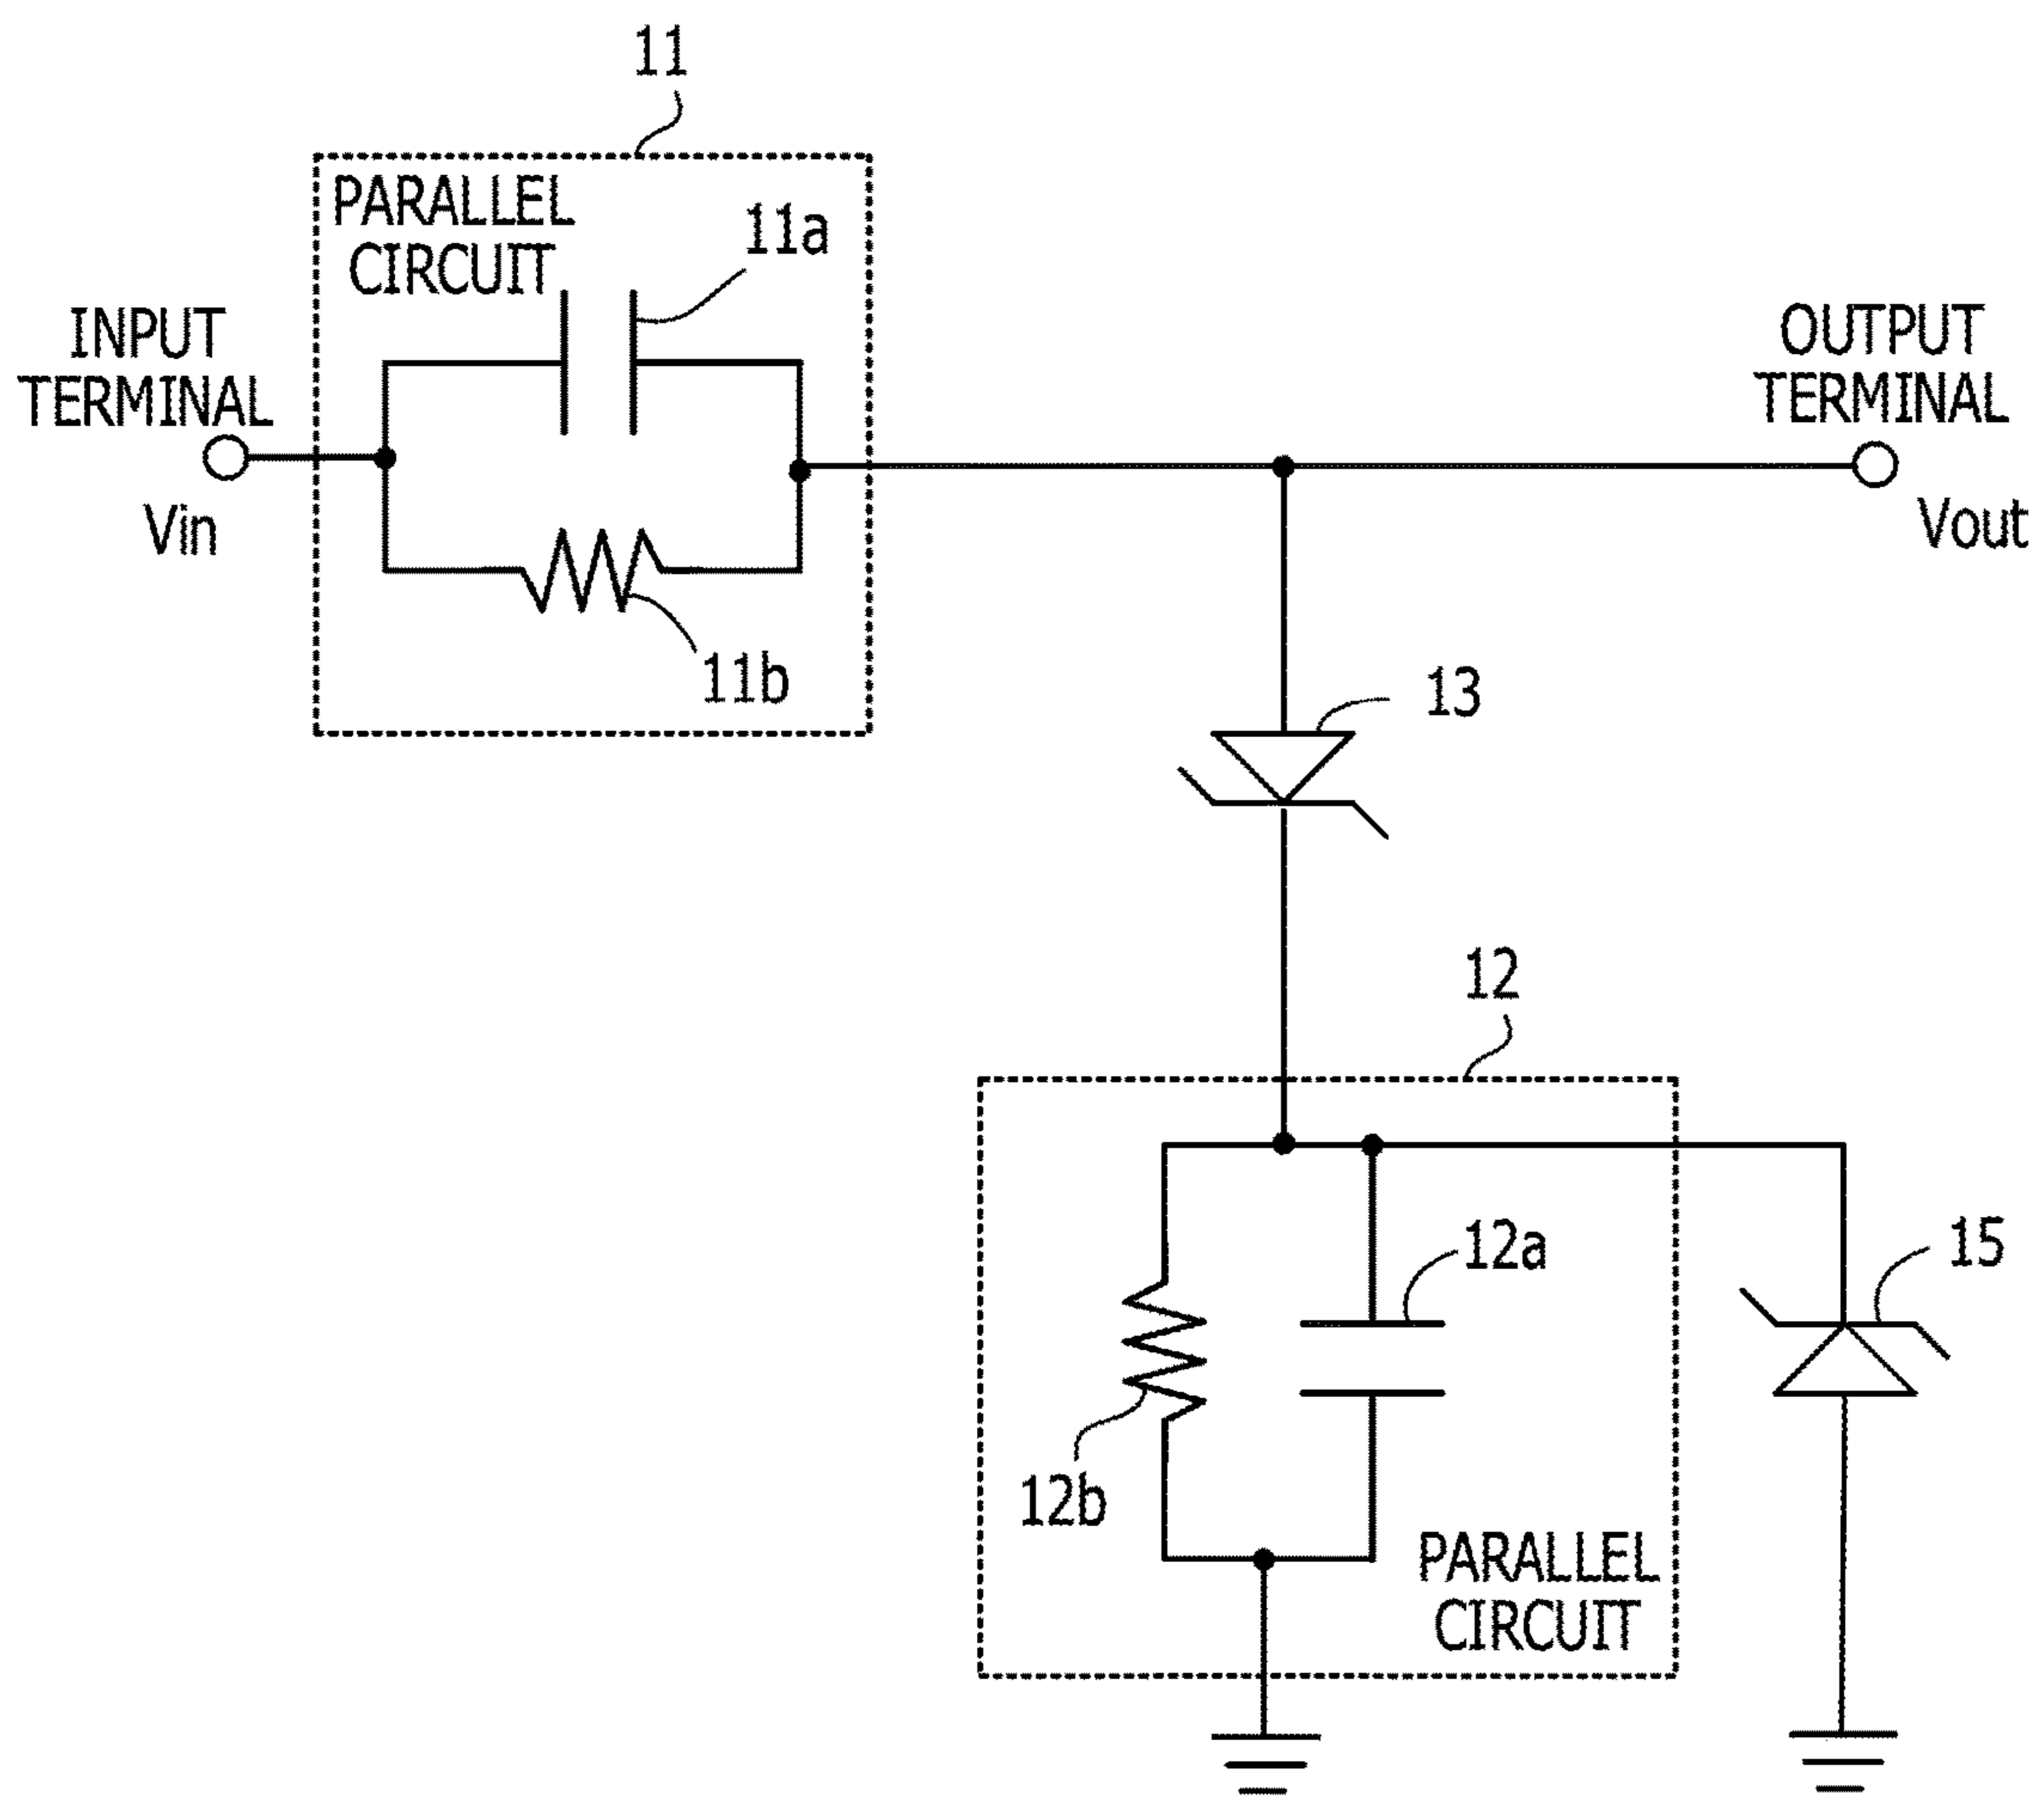 11
PARALLEL
CIRCUIT
11a
INPUT
TERMINAL
Vin
11b
OUTPUT
TERMINAL
Vout
13
12
12a
12b
15
PARALLEL
CIRCUIT